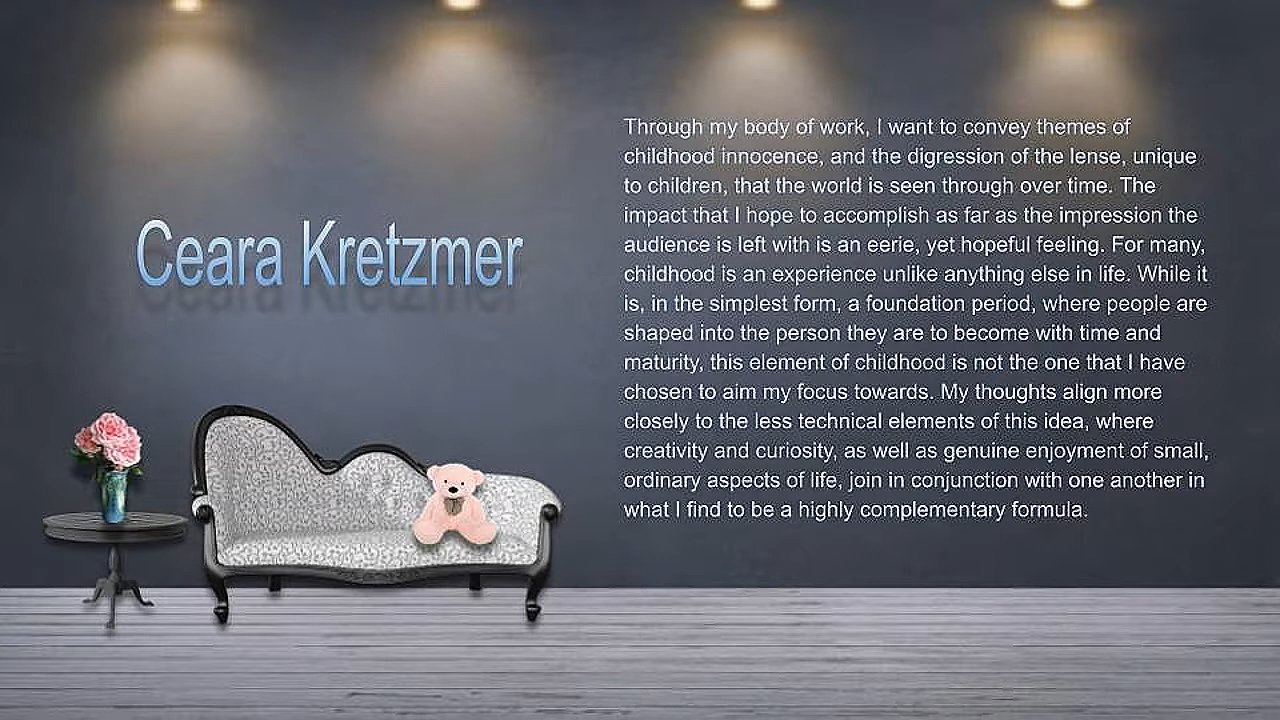 Ceara Kretzmer
Through my body of work, I want to convey themes of
childhood innocence, and the digression of the lense, unique
to children, that the world is seen through over time. The
impact that I hope to accomplish as far as the impression the
audience is left with is an eerie, yet hopeful feeling. For many,
childhood is an experience unlike anything else in life. While it
is, in the simplest form, a foundation period, where people are
shaped into the person they are to become with time and
maturity, this element of childhood is not the one that I have
chosen to aim my focus towards. My thoughts align more
closely to the less technical elements of this idea, where
creativity and curiosity, as well as genuine enjoyment of small,
ordinary aspects of life, join in conjunction with one another in
what I find to be a highly complementary formula.